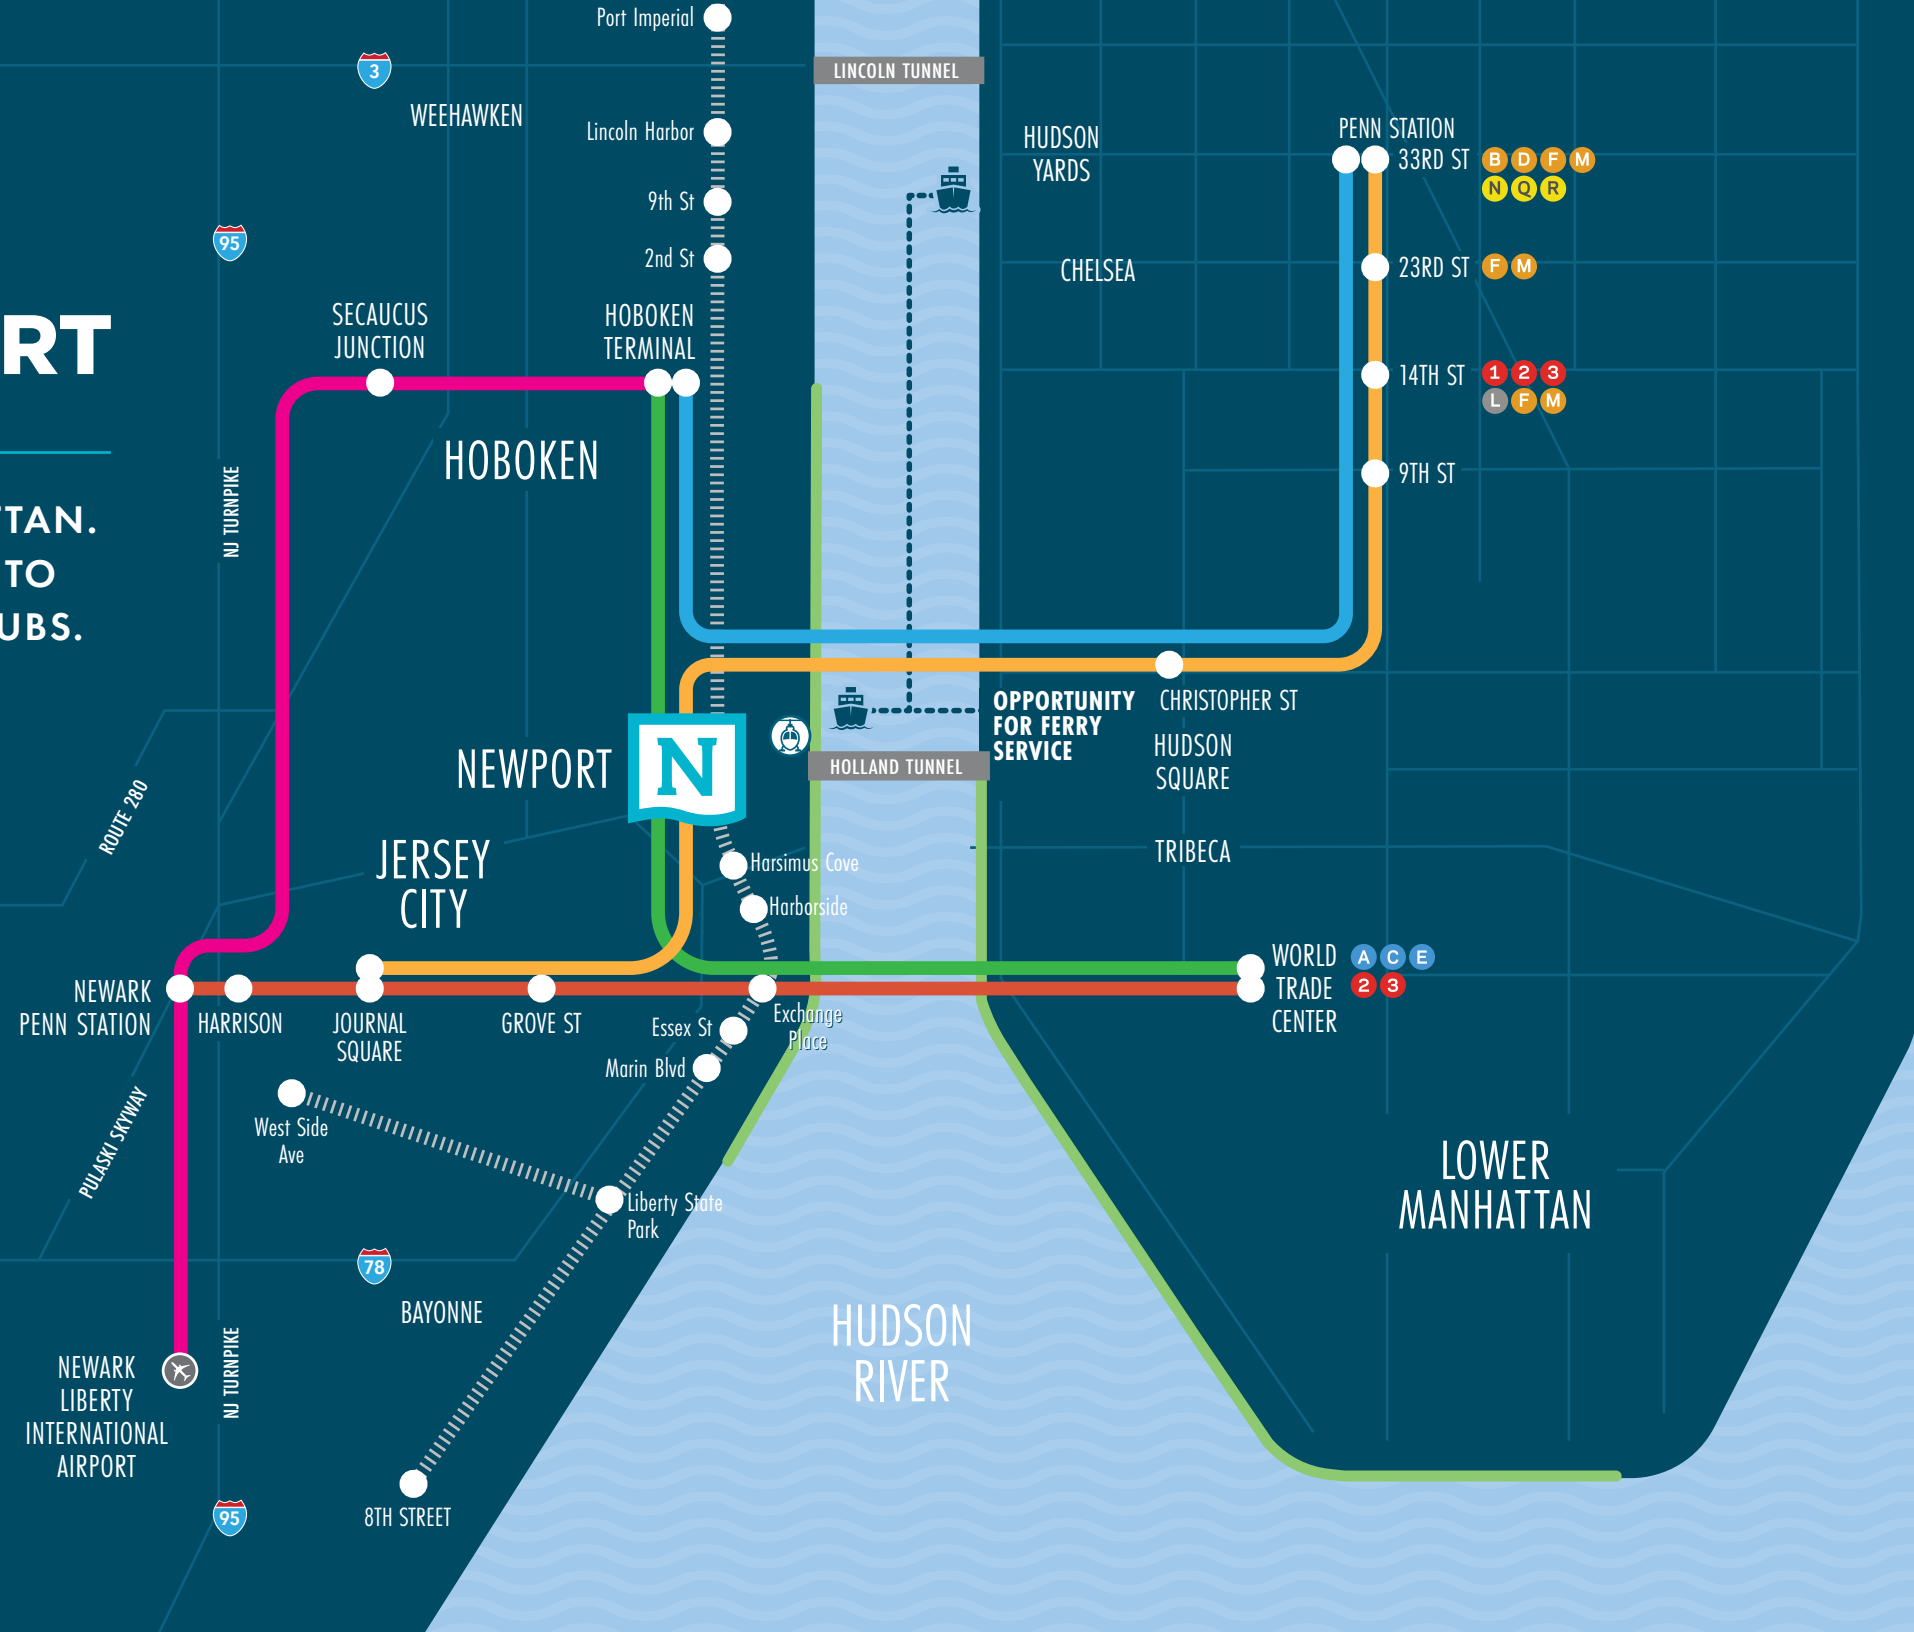 Port Imperial
3
LINCOLN TUNNEL
WEEHAWKEN
Lincoln Harbor
HUDSON
YARDS
PENN STATION
33RD ST
B D F M
N Q R
9th St
95
2nd St
CHELSEA
23RD ST
F M
SECAUCUS
JUNCTION
HOBOKEN
TERMINAL
RT
14TH ST
1 2 3
L F M
HOBOKEN
9TH ST
NJ TURNPIKE
TTAN.
TO
UBS.
OPPORTUNITY
FOR FERRY
SERVICE
CHRISTOPHER ST
HUDSON
SQUARE
NEWPORT
N
HOLLAND TUNNEL
ROUTE 280
JERSEY
CITY
Harsimus Cove
TRIBECA
Harborside
WORLD
TRADE
CENTER
A C E
2 3
NEWARK
PENN STATION
HARRISON
JOURNAL
SQUARE
GROVE ST
Exchange
Place
Essex St
Marin Blvd
PULASKI SKYWAY
West Side
Ave
LOWER
MANHATTAN
Liberty State
Park
78
BAYONNE
HUDSON
RIVER
NEWARK
LIBERTY
INTERNATIONAL
AIRPORT
NJ TURNPIKE
8TH STREET
95